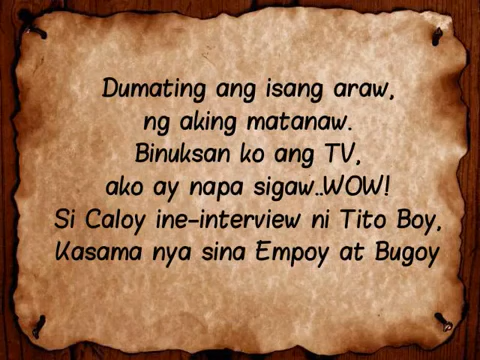 Dumating ang isang araw,
ng aking matanaw.
Binuksan ko ang TV,
ako ay napa sigaw..WOW!
Si Caloy ine-interview ni Tito Boy,
Kasama nya sina Empoy at Bugoy